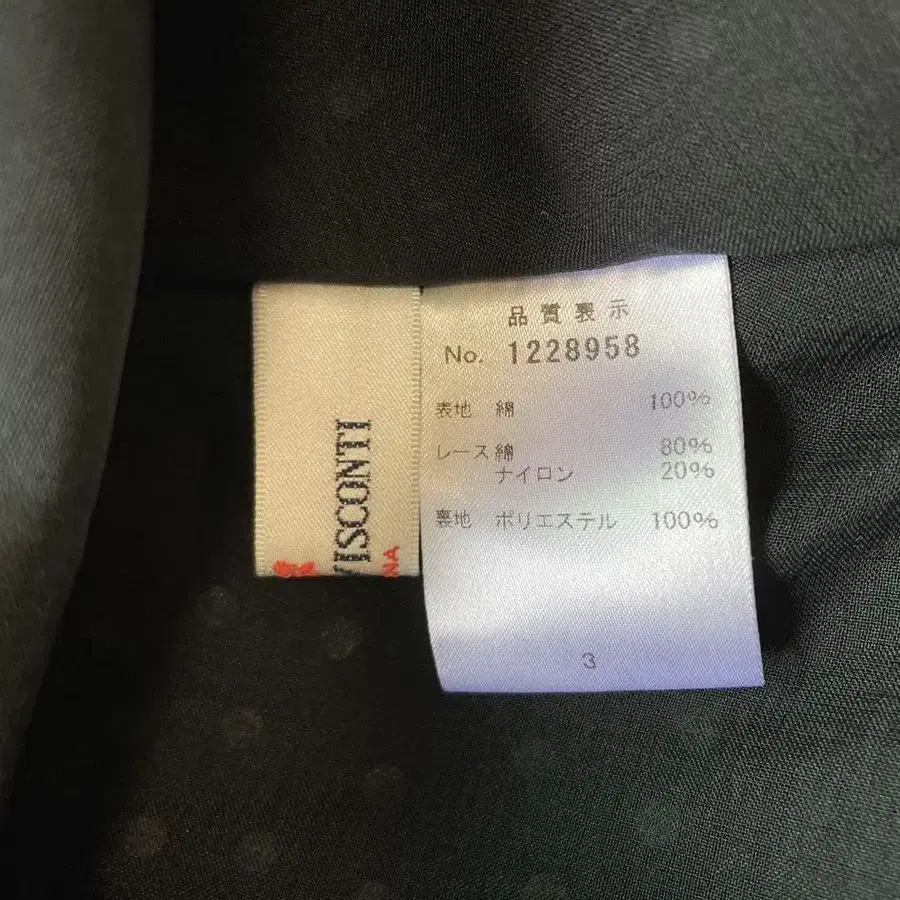 品質表示
No. 1228958
表地 綿 100%
レース綿 80%
ナイロン 20%
裏地 ポリエステル 100%
3
VISCONTI
NA